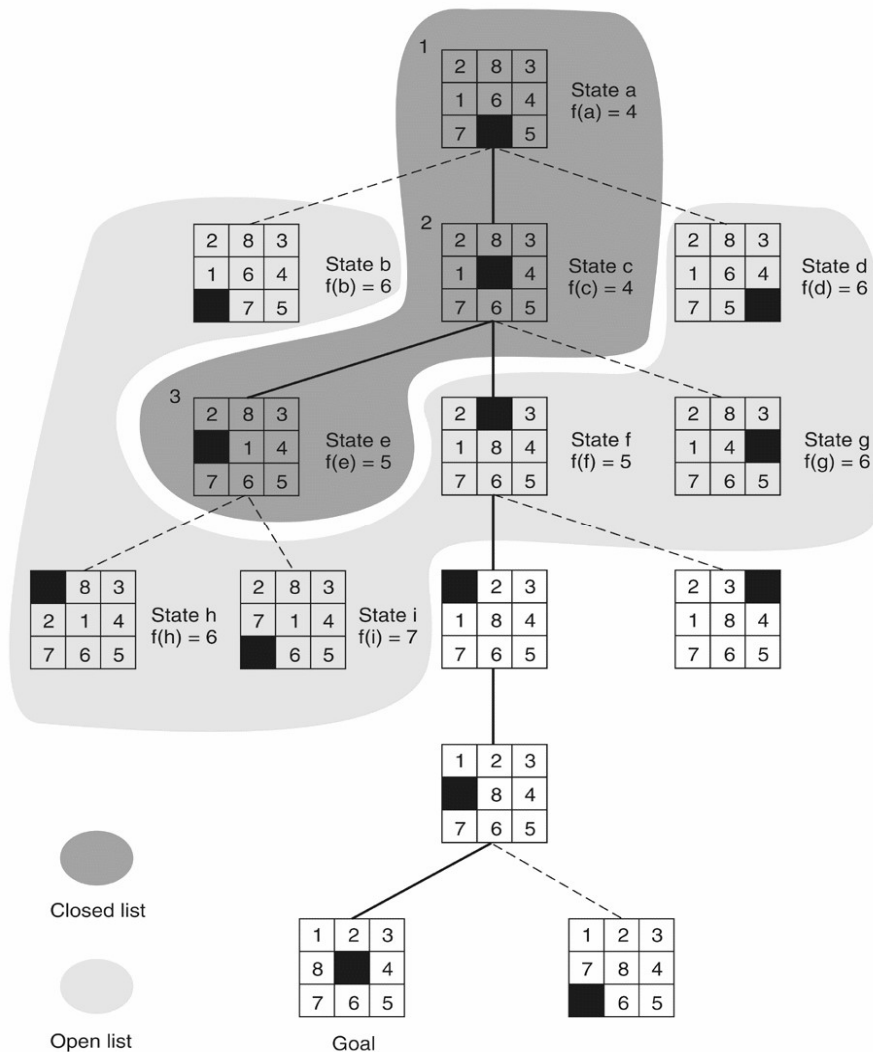 1
2 8 3
1 6 4
7 5
State a
f(a) = 4
2 8 3
1 6 4
7 5
State b
f(b) = 6
2
2 8 3
1 4
7 6 5
State c
f(c) = 4
2 8 3
1 6 4
7 5
State d
f(d) = 6
3
2 8 3
1 4
7 6 5
State e
f(e) = 5
2 3
1 8 4
7 6 5
State f
f(f) = 5
2 8 3
1 4
7 6 5
State g
f(g) = 6
8 3
2 1 4
7 6 5
State h
f(h) = 6
2 8 3
7 1 4
6 5
State i
f(i) = 7
2 3
1 8 4
7 6 5
2 3
1 8 4
7 6 5
1 2 3
8 4
7 6 5
Closed list
1 2 3
8 4
7 6 5
Goal
1 2 3
7 8 4
6 5
Open list